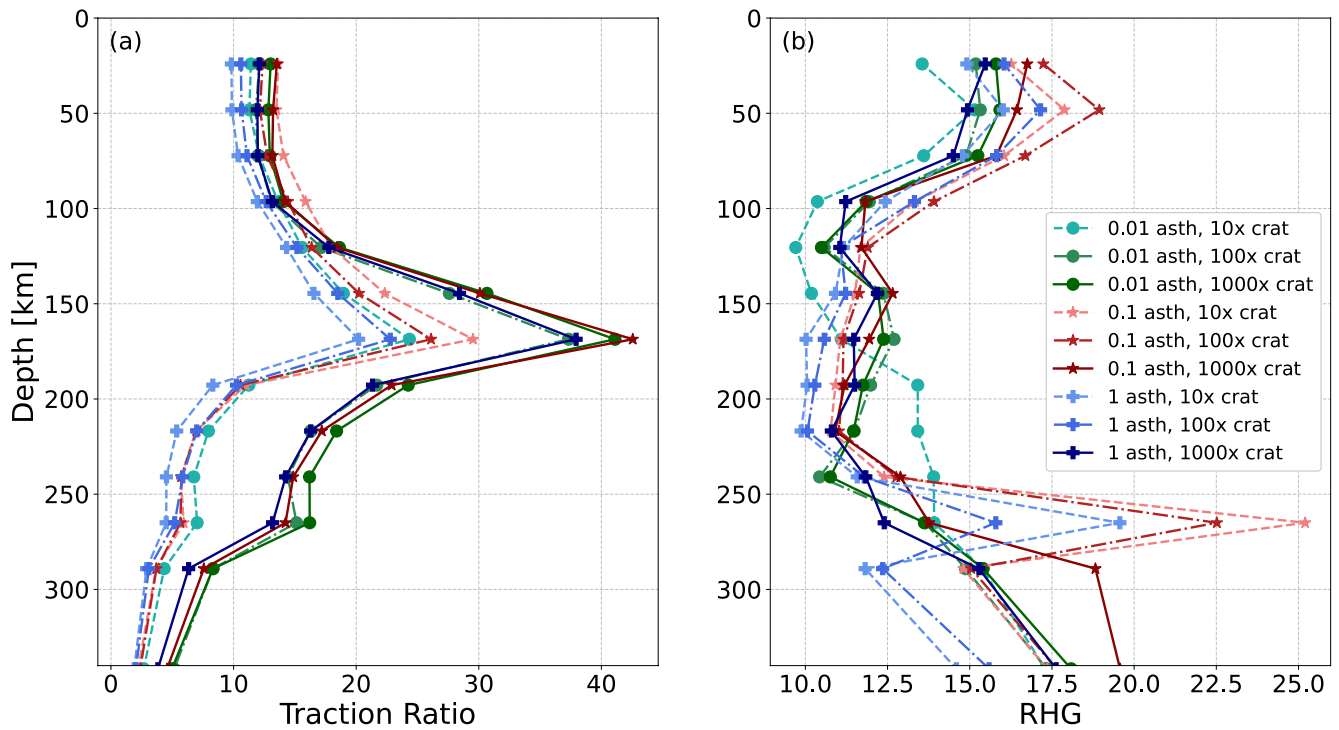 (a)
0
50
100
150
200
250
300
Depth [km]
0 10 20 30 40
Traction Ratio
(b)
0
50
100
150
200
250
300
10.0 12.5 15.0 17.5 20.0 22.5 25.0
RHG
0.01 asth, 10x crat
0.01 asth, 100x crat
0.01 asth, 1000x crat
0.1 asth, 10x crat
0.1 asth, 100x crat
0.1 asth, 1000x crat
1 asth, 10x crat
1 asth, 100x crat
1 asth, 1000x crat